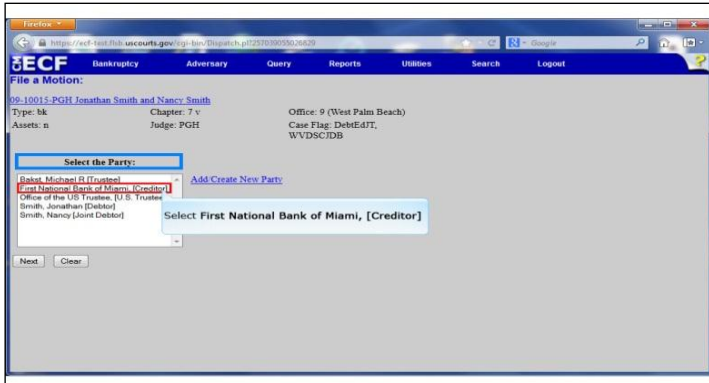 Firefox
https://ecf-test.flsb.uscourts.gov/cgi-bin/Dispatch.pl?257039055026829
Google
ECF Bankruptcy Adversary Query Reports Utilities Search Logout ?
File a Motion:
09-10015-PGH Jonathan Smith and Nancy Smith
Type: bk Chapter: 7 v Office: 9 (West Palm Beach)
Assets: n Judge: PGH Case Flag: DebtEdJT,
WVDSCJDB
Select the Party:
Bakst, Michael R [Trustee] Add/Create New Party
First National Bank of Miami, [Creditor]
Office of the US Trustee, [U.S. Trustee
Smith, Jonathan [Debtor]
Smith, Nancy [Joint Debtor]
Select First National Bank of Miami, [Creditor]
Next Clear